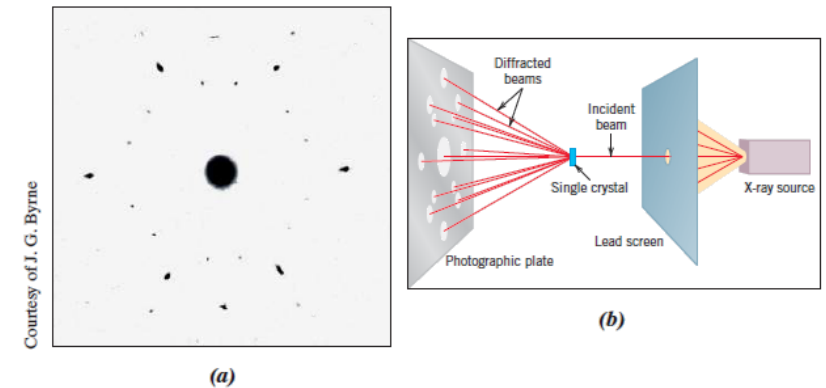 Courtesy of J. G. Byrne
(a)
Diffracted
beams
Incident
beam
Single crystal
X-ray source
Lead screen
Photographic plate
(b)